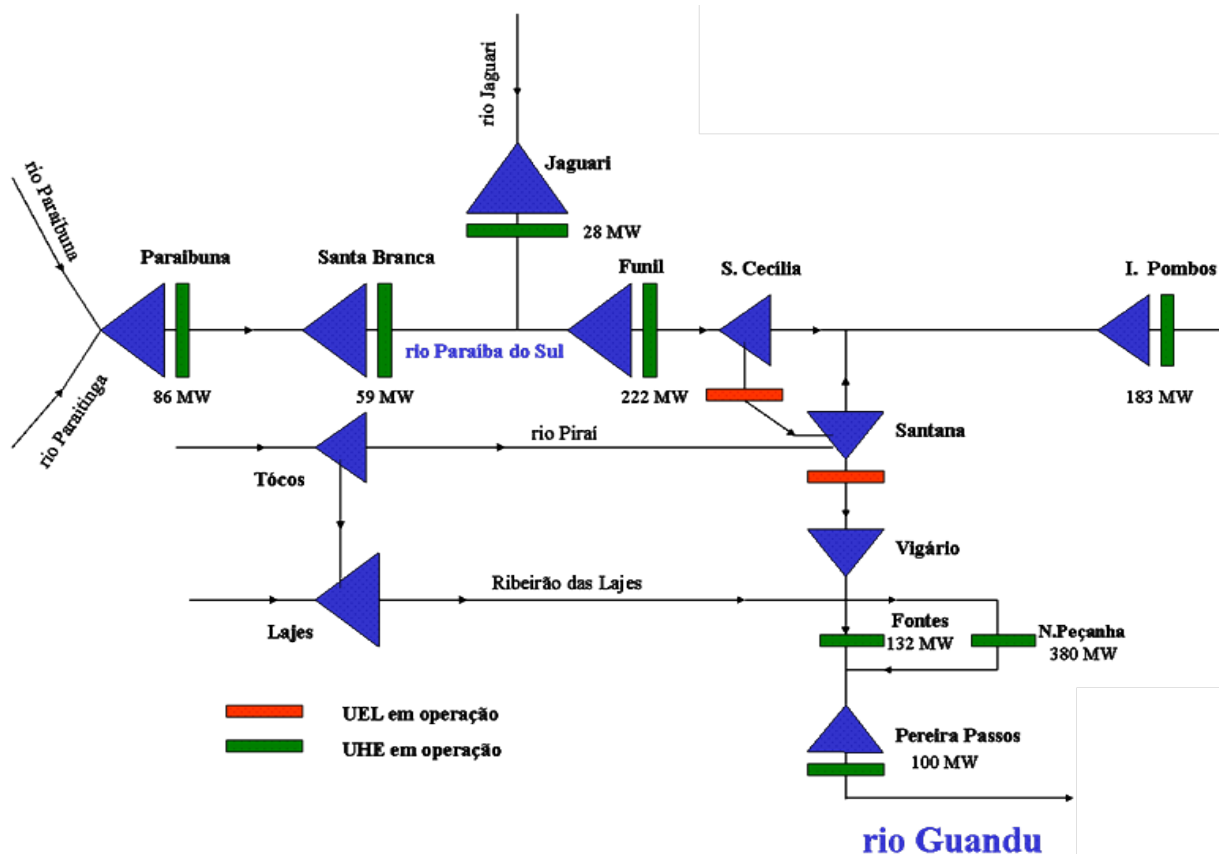 rio Jaguari
Jaguari
28 MW
rio Paraibuna
Paraibuna
Santa Branca
Funil
S. Cecília
I. Pombos
rio Paraíba do Sul
rio Paraitinga
86 MW
59 MW
222 MW
183 MW
Santana
rio Piraí
Tócos
Vigário
Ribeirão das Lajes
Lajes
Fontes
132 MW
N.Peçanha
380 MW
UEL em operação
UHE em operação
Pereira Passos
100 MW
rio Guandu